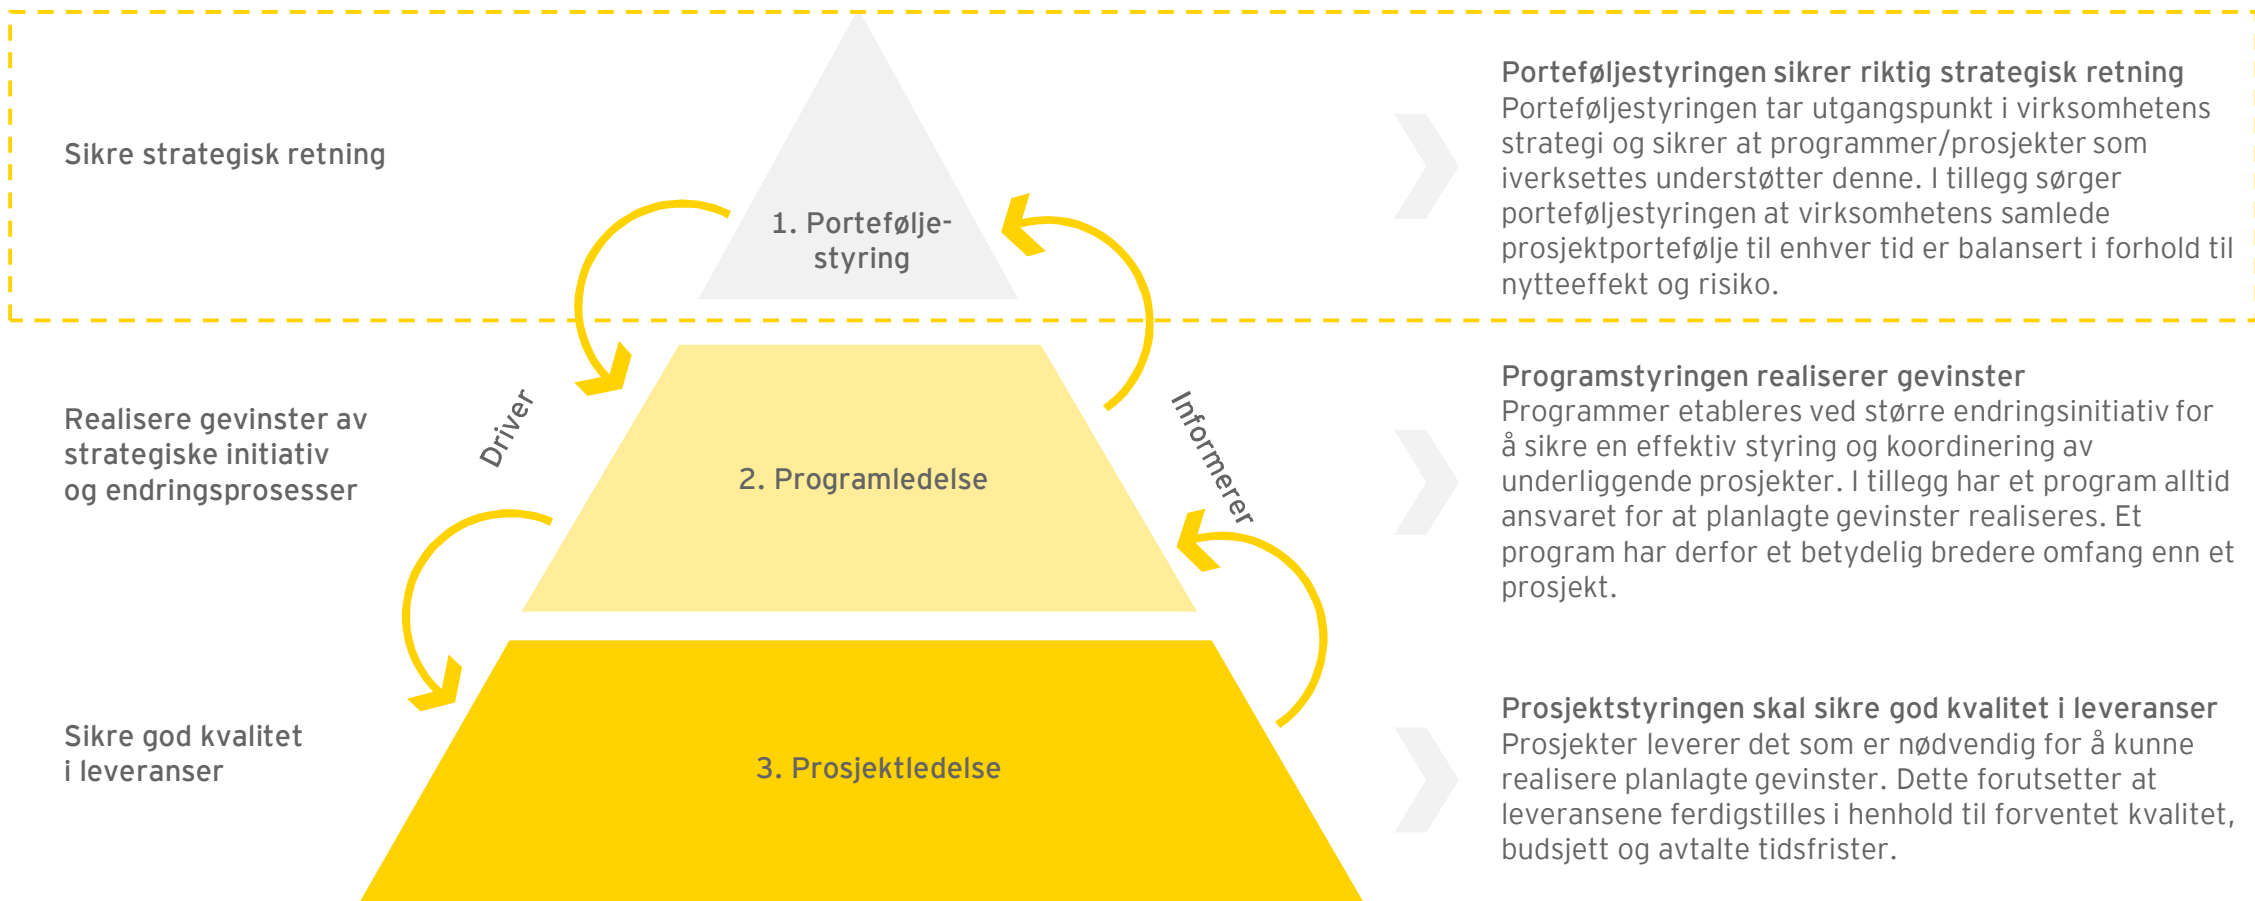 Sikre strategisk retning
1. Portefølje-
styring
Porteføljestyringen sikrer riktig strategisk retning
Porteføljestyringen tar utgangspunkt i virksomhetens
strategi og sikrer at programmer/prosjekter som
iverksettes understøtter denne. I tillegg sørger
porteføljestyringen at virksomhetens samlede
prosjektportefølje til enhver tid er balansert i forhold til
nytteeffekt og risiko.
Realisere gevinster av
strategiske initiativ
og endringsprosesser
Driver
2. Programledelse
Informerer
Programstyringen realiserer gevinster
Programmer etableres ved større endringsinitiativ for
å sikre en effektiv styring og koordinering av
underliggende prosjekter. I tillegg har et program alltid
ansvaret for at planlagte gevinster realiseres. Et
program har derfor et betydelig bredere omfang enn et
prosjekt.
Sikre god kvalitet
i leveranser
3. Prosjektledelse
Prosjektstyringen skal sikre god kvalitet i leveranser
Prosjekter leverer det som er nødvendig for å kunne
realisere planlagte gevinster. Dette forutsetter at
leveransene ferdigstilles i henhold til forventet kvalitet,
budsjett og avtalte tidsfrister.